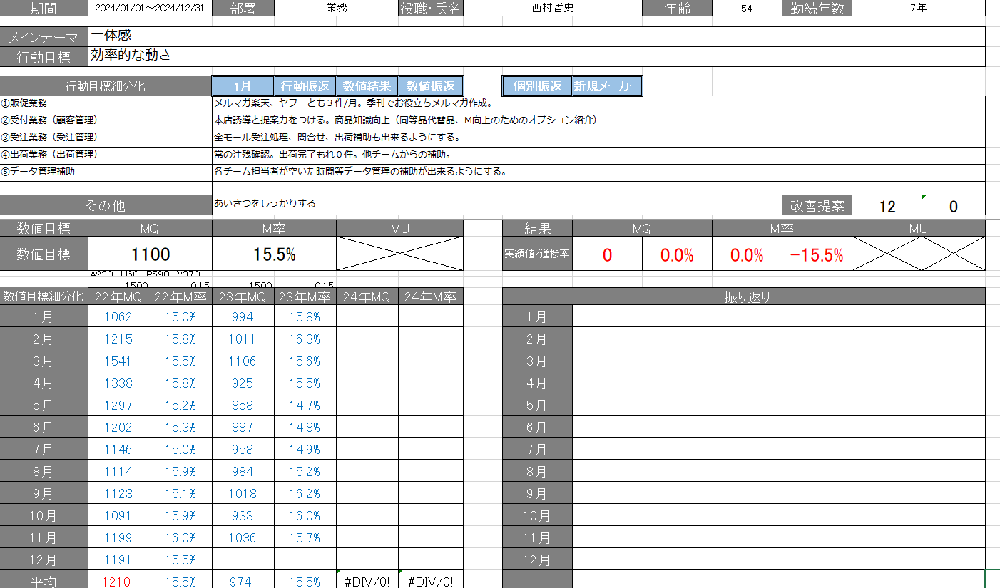 期間 2024/01/01～2024/12/31 部署 業務 役職・氏名 西村哲史 年齢 54 勤続年数 7年
メインテーマ 一体感
行動目標 効率的な動き
行動目標細分化 1月 行動振返 数値結果 数値振返 個別振返 新規メーカー
①販促業務 メルマガ楽天、ヤフーとも３件/月。季刊でお役立ちメルマガ作成。
②受付業務（顧客管理） 本店誘導と提案力をつける。商品知識向上（同等品代替品、M向上のためのオプション紹介）
③受注業務（受注管理） 全モール受注処理、問合せ、出荷補助も出来るようにする。
④出荷業務（出荷管理） 常の注残確認。出荷完了もれ０件。他チームからの補助。
⑤データ管理補助 各チーム担当者が空いた時間等データ管理の補助が出来るようにする。
その他 あいさつをしっかりする 改善提案 12 0
数値目標 MQ M率 MU 結果 MQ M率 MU
数値目標 1100 15.5% 実績値/進捗率 0 0.0% 0.0% -15.5%
A230 H60 R590 Y370
1500 0.15 1500 0.15
数値目標細分化 22年MQ 22年M率 23年MQ 23年M率 24年MQ 24年M率 振り返り
1月 1062 15.0% 994 15.8% 1月
2月 1215 15.8% 1011 16.3% 2月
3月 1541 15.5% 1106 15.6% 3月
4月 1338 15.8% 925 15.5% 4月
5月 1297 15.2% 858 14.7% 5月
6月 1202 15.3% 887 14.8% 6月
7月 1146 15.0% 958 14.9% 7月
8月 1114 15.9% 984 15.2% 8月
9月 1123 15.1% 1018 16.2% 9月
10月 1091 15.9% 933 16.0% 10月
11月 1199 16.0% 1036 15.7% 11月
12月 1191 15.5% 12月
平均 1210 15.5% 974 15.5% #DIV/0! #DIV/0!